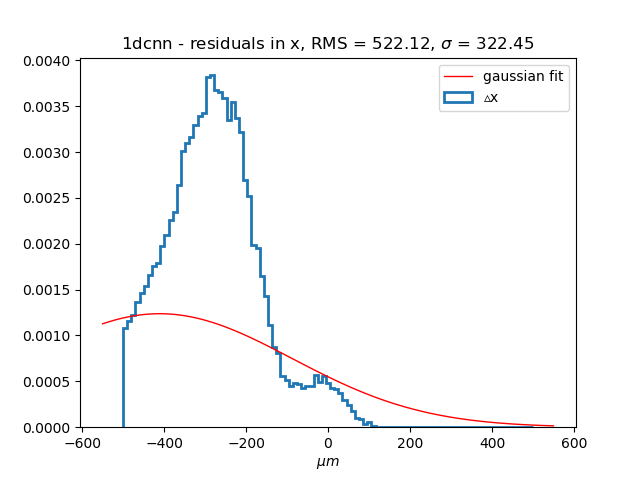 1dcnn - residuals in x, RMS = 522.12, σ = 322.45
0.0040
0.0035
0.0030
0.0025
0.0020
0.0015
0.0010
0.0005
0.0000
gaussian fit
△x
−600 −400 −200 0 200 400 600
μm